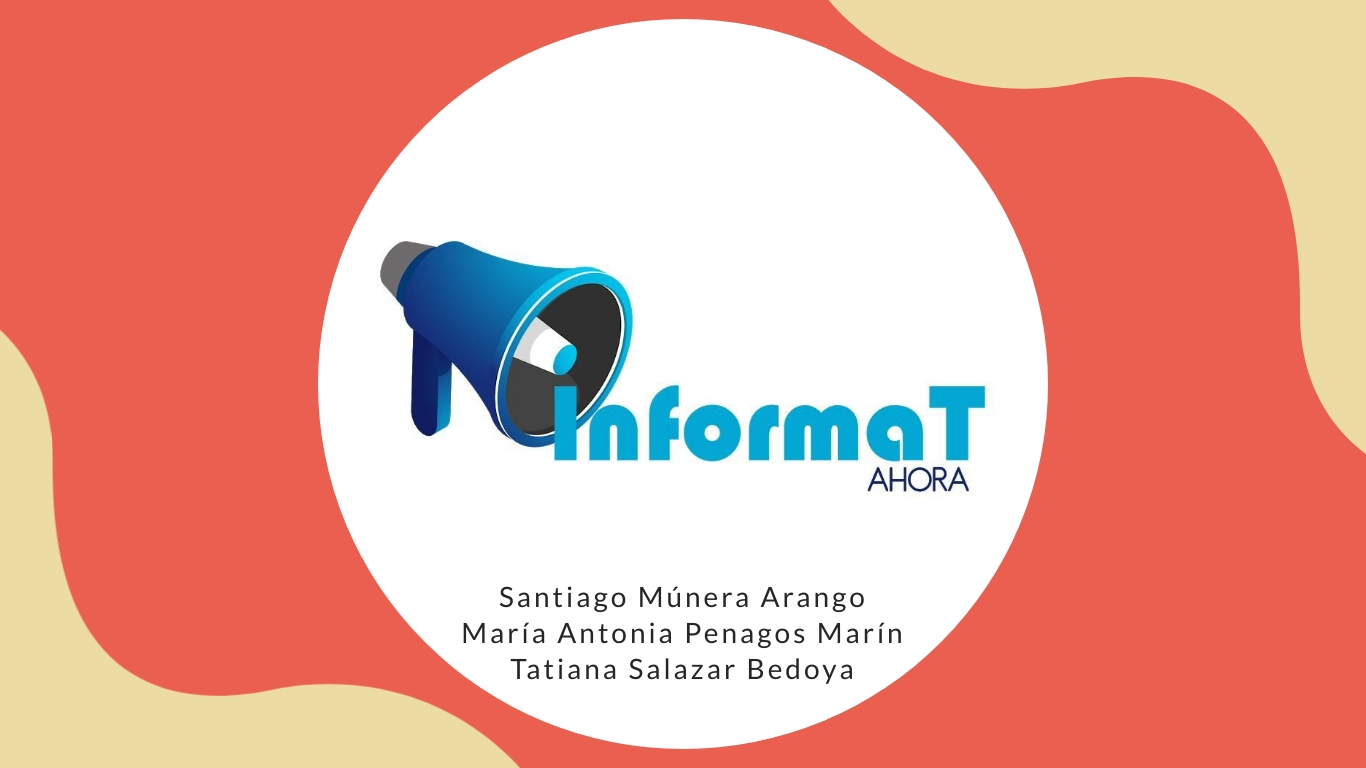 InformaT
AHORA
Santiago Múnera Arango
María Antonia Penagos Marín
Tatiana Salazar Bedoya